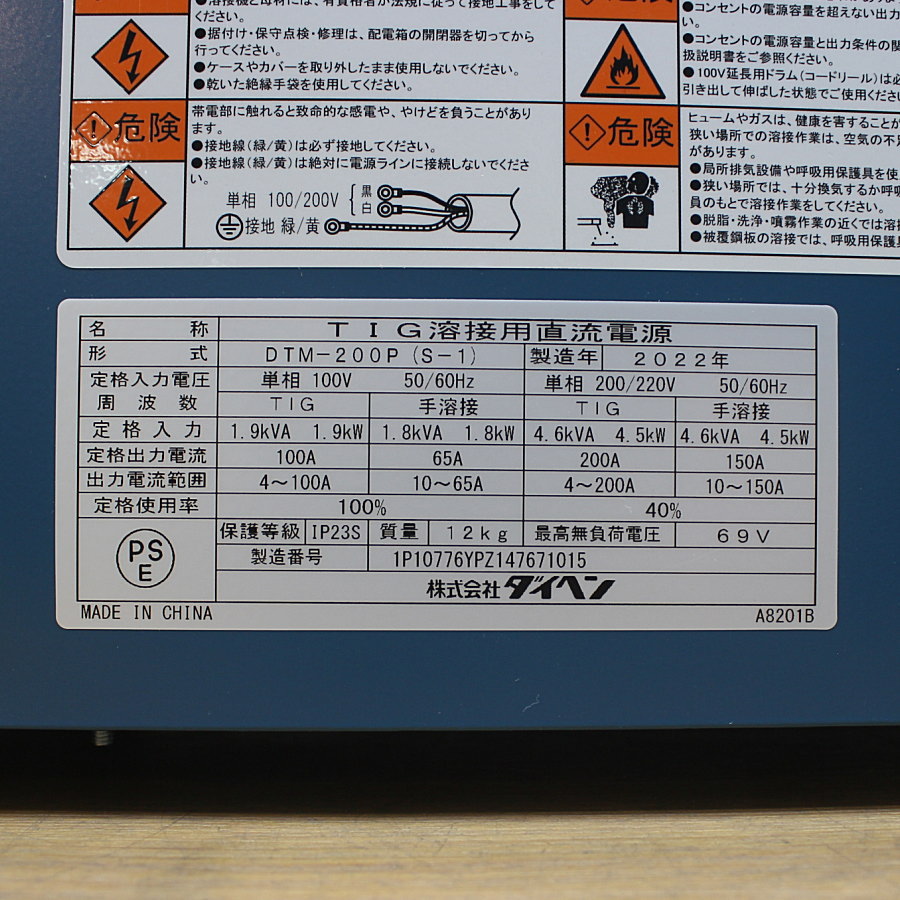 ●溶接機と母材には、有資格者が法規に従って接地工事をして
ください。
●据付け・保守点検・修理は、配電箱の開閉器を切ってから
行ってください。
●ケースやカバーを取り外したまま使用しないでください。
●乾いた絶縁手袋を使用してください。
●コンセントの電源容量を超えない出力
い。
●コンセントの電源容量と出力条件の関
扱説明書をご参照ください。
●100V延長用ドラム(コードリール)は必
引き出して伸ばした状態でご使用くださ
危険
帯電部に触れると致命的な感電や、やけどを負うことがあり
ます。
●接地線(緑/黄)は必ず接地してください。
●接地線(緑/黄)は絶対に電源ラインに接続しないでくださ
い。
単相 100/200V
黒
白
接地 緑/黄
危険
ヒュームやガスは、健康を害することが
狭い場所での溶接作業は、空気の不足
があります。
●局所排気設備や呼吸用保護具を使
●狭い場所では、十分換気するか呼吸
員のもとで溶接作業をしてください。
●脱脂・洗浄・噴霧作業の近くでは溶接
●被覆鋼板の溶接では、呼吸用保護具
名称 TIG溶接用直流電源
形式 DTM-200P (S-1) 製造年 2022年
定格入力電圧 単相 100V 50/60Hz 単相 200/220V 50/60Hz
周波数 TIG 手溶接 TIG 手溶接
定格入力 1.9kVA 1.9kW 1.8kVA 1.8kW 4.6kVA 4.5kW 4.6kVA 4.5kW
定格出力電流 100A 65A 200A 150A
出力電流範囲 4～100A 10～65A 4～200A 10～150A
定格使用率 100% 40%
PS
E
保護等級 IP23S 質量 12kg 最高無負荷電圧 69V
製造番号 1P10776YPZ147671015
株式会社ダイヘン
MADE IN CHINA A8201B